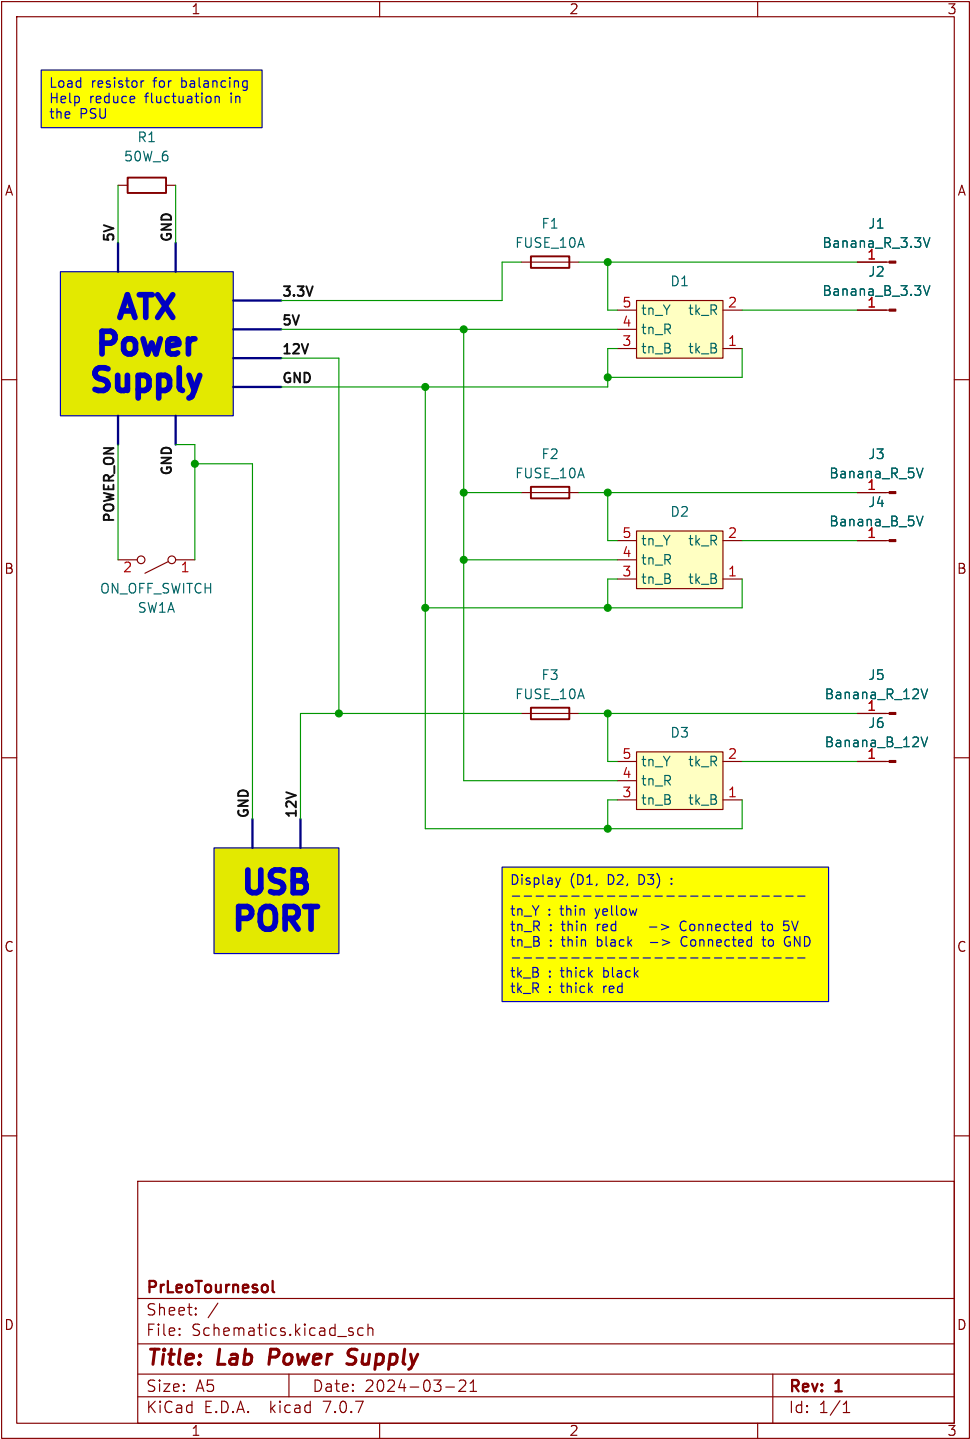 1 2 3
Load resistor for balancing
Help reduce fluctuation in
the PSU
R1
50W_6
A A
5V GND
F1
FUSE_10A
J1
Banana_R_3.3V
1
J2
Banana_B_3.3V
1
D1
ATX
Power
Supply
3.3V
5V
12V
GND
5 tn_Y tk_R 2
4 tn_R
3 tn_B tk_B 1
POWER_ON GND
F2
FUSE_10A
J3
Banana_R_5V
1
J4
Banana_B_5V
1
D2
5 tn_Y tk_R 2
4 tn_R
3 tn_B tk_B 1
B B
2 1
ON_OFF_SWITCH
SW1A
F3
FUSE_10A
J5
Banana_R_12V
1
J6
Banana_B_12V
1
D3
5 tn_Y tk_R 2
4 tn_R
3 tn_B tk_B 1
GND 12V
USB
PORT
Display (D1, D2, D3) :
---------------------------
tn_Y : thin yellow
tn_R : thin red    -> Connected to 5V
tn_B : thin black  -> Connected to GND
---------------------------
tk_B : thick black
tk_R : thick red
C C
PrLeoTournesol
Sheet: /
File: Schematics.kicad_sch
D D
Title: Lab Power Supply
Size: A5 Date: 2024-03-21 Rev: 1
KiCad E.D.A.  kicad 7.0.7 Id: 1/1
1 2 3